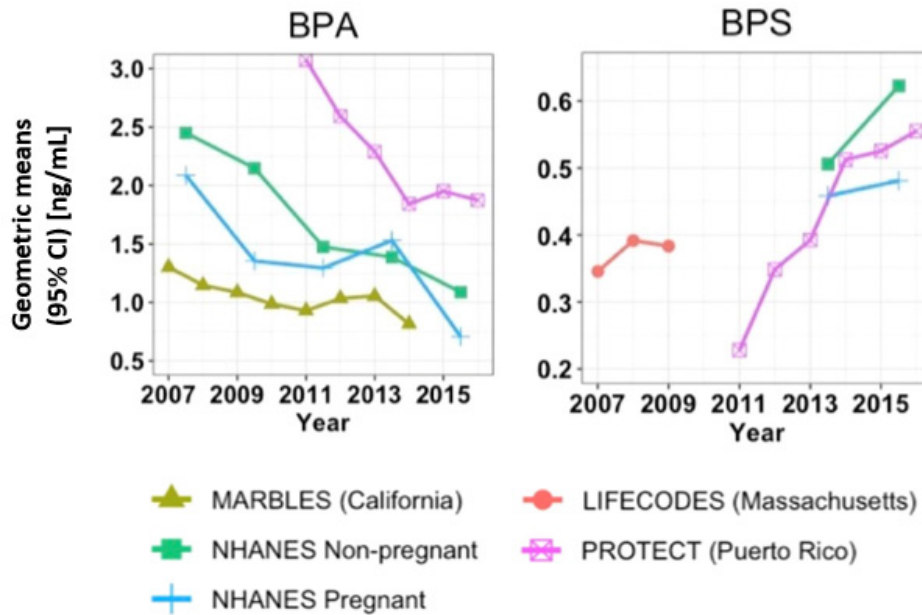 BPA
BPS
Geometric means
(95% CI) [ng/mL]
3.0
2.5
2.0
1.5
1.0
0.5
2007 2009 2011 2013 2015
Year
0.6
0.5
0.4
0.3
0.2
2007 2009 2011 2013 2015
Year
MARBLES (California)
NHANES Non-pregnant
NHANES Pregnant
LIFECODES (Massachusetts)
PROTECT (Puerto Rico)